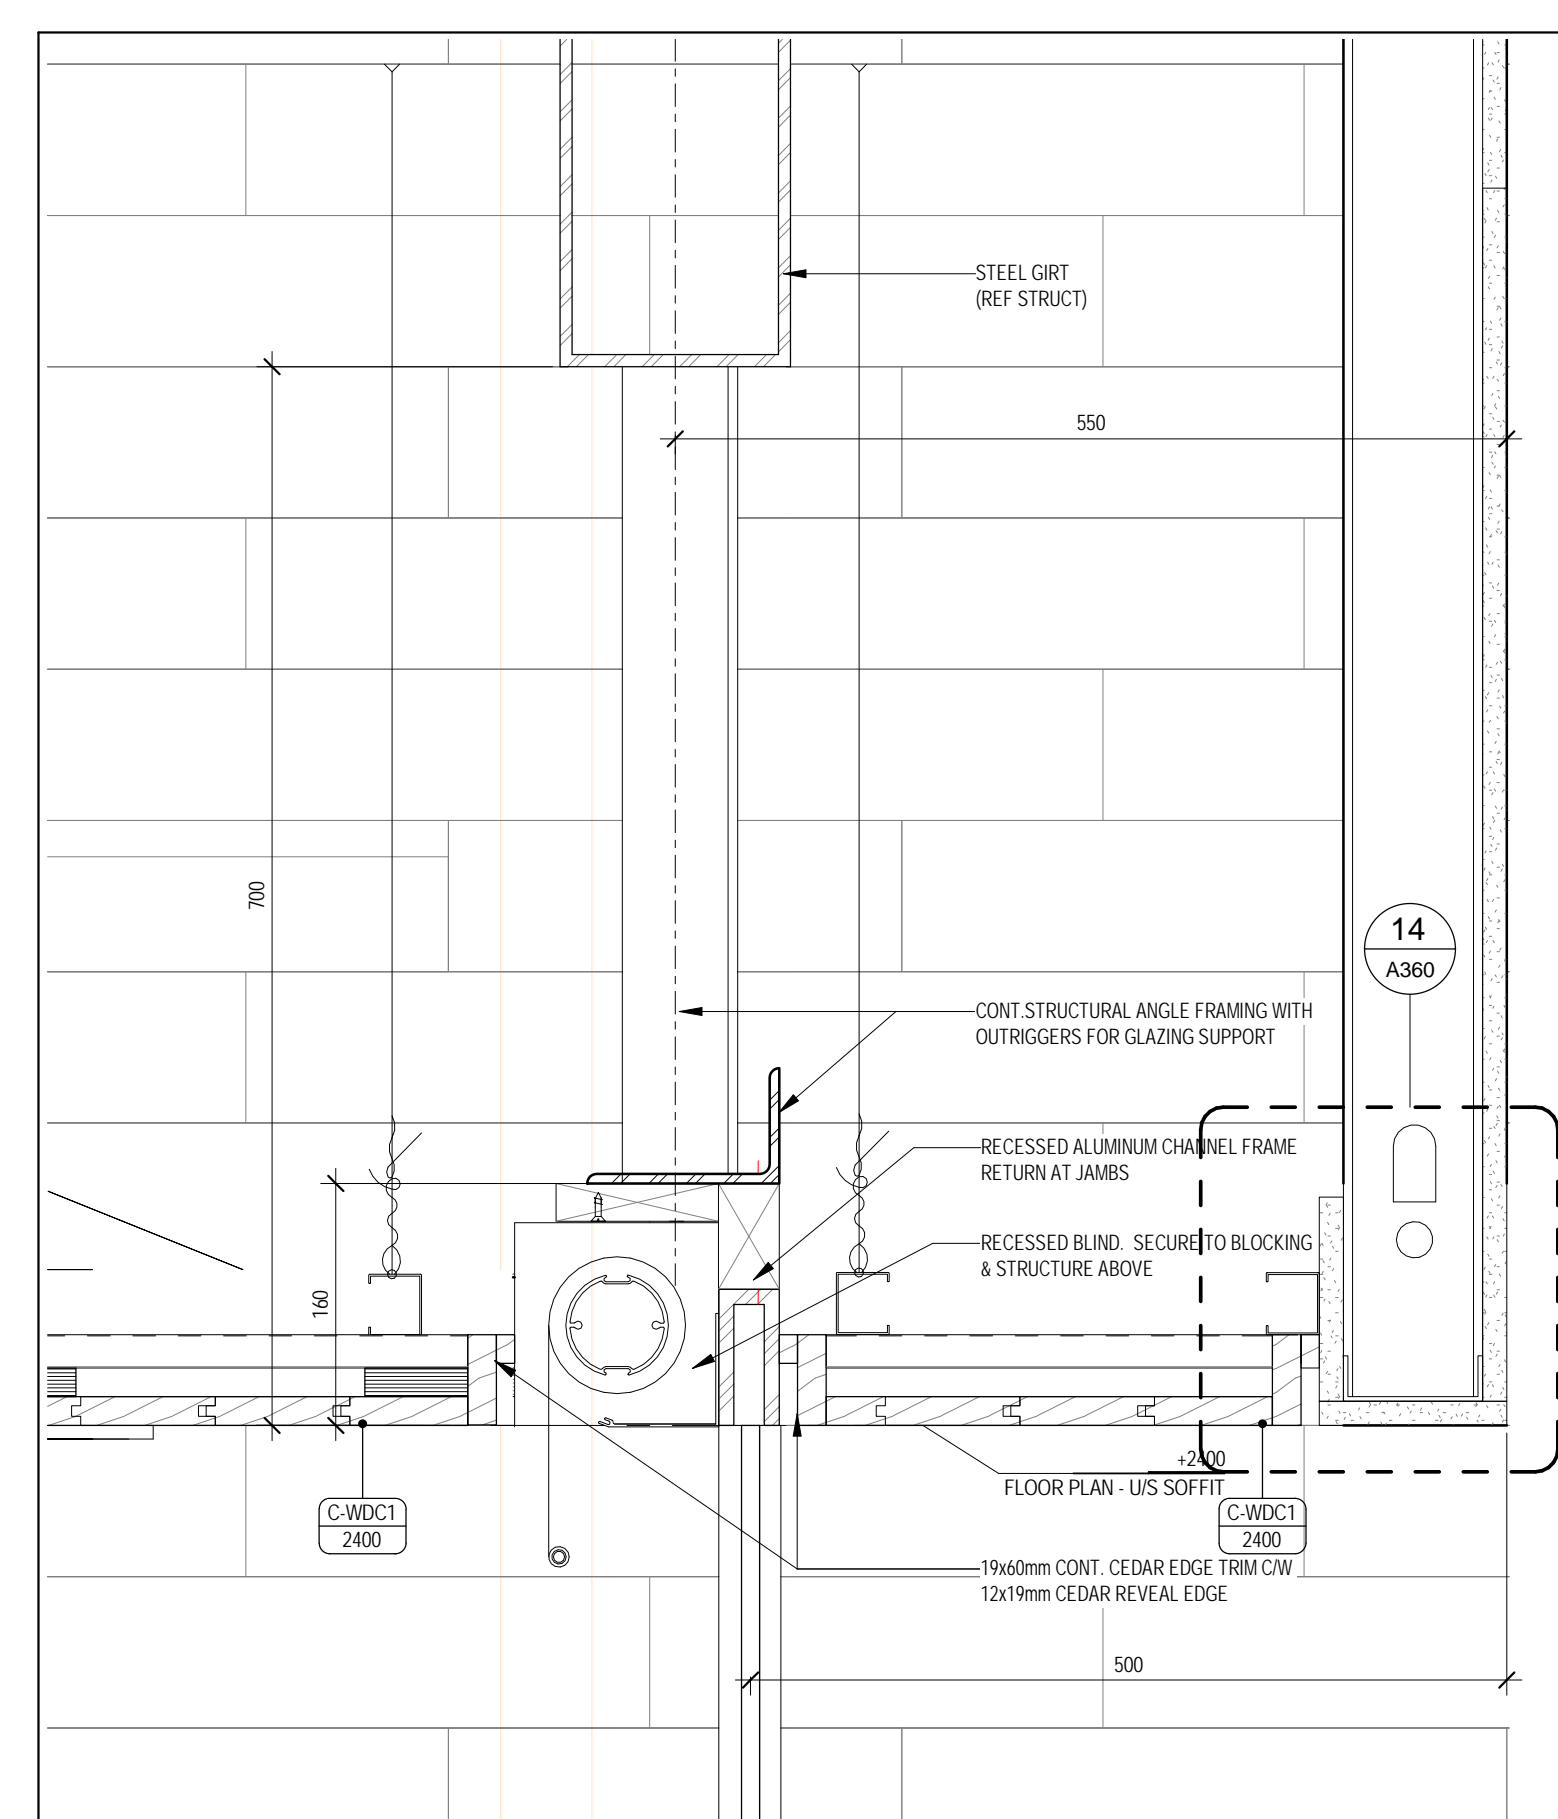 STEEL GIRT
(REF STRUCT)
550
700
14
A360
CONT.STRUCTURAL ANGLE FRAMING WITH
OUTRIGGERS FOR GLAZING SUPPORT
RECESSED ALUMINUM CHANNEL FRAME
RETURN AT JAMBS
RECESSED BLIND. SECURE TO BLOCKING
& STRUCTURE ABOVE
160
+2400
FLOOR PLAN - U/S SOFFIT
C-WDC1
2400
C-WDC1
2400
19x60mm CONT. CEDAR EDGE TRIM C/W
12x19mm CEDAR REVEAL EDGE
500